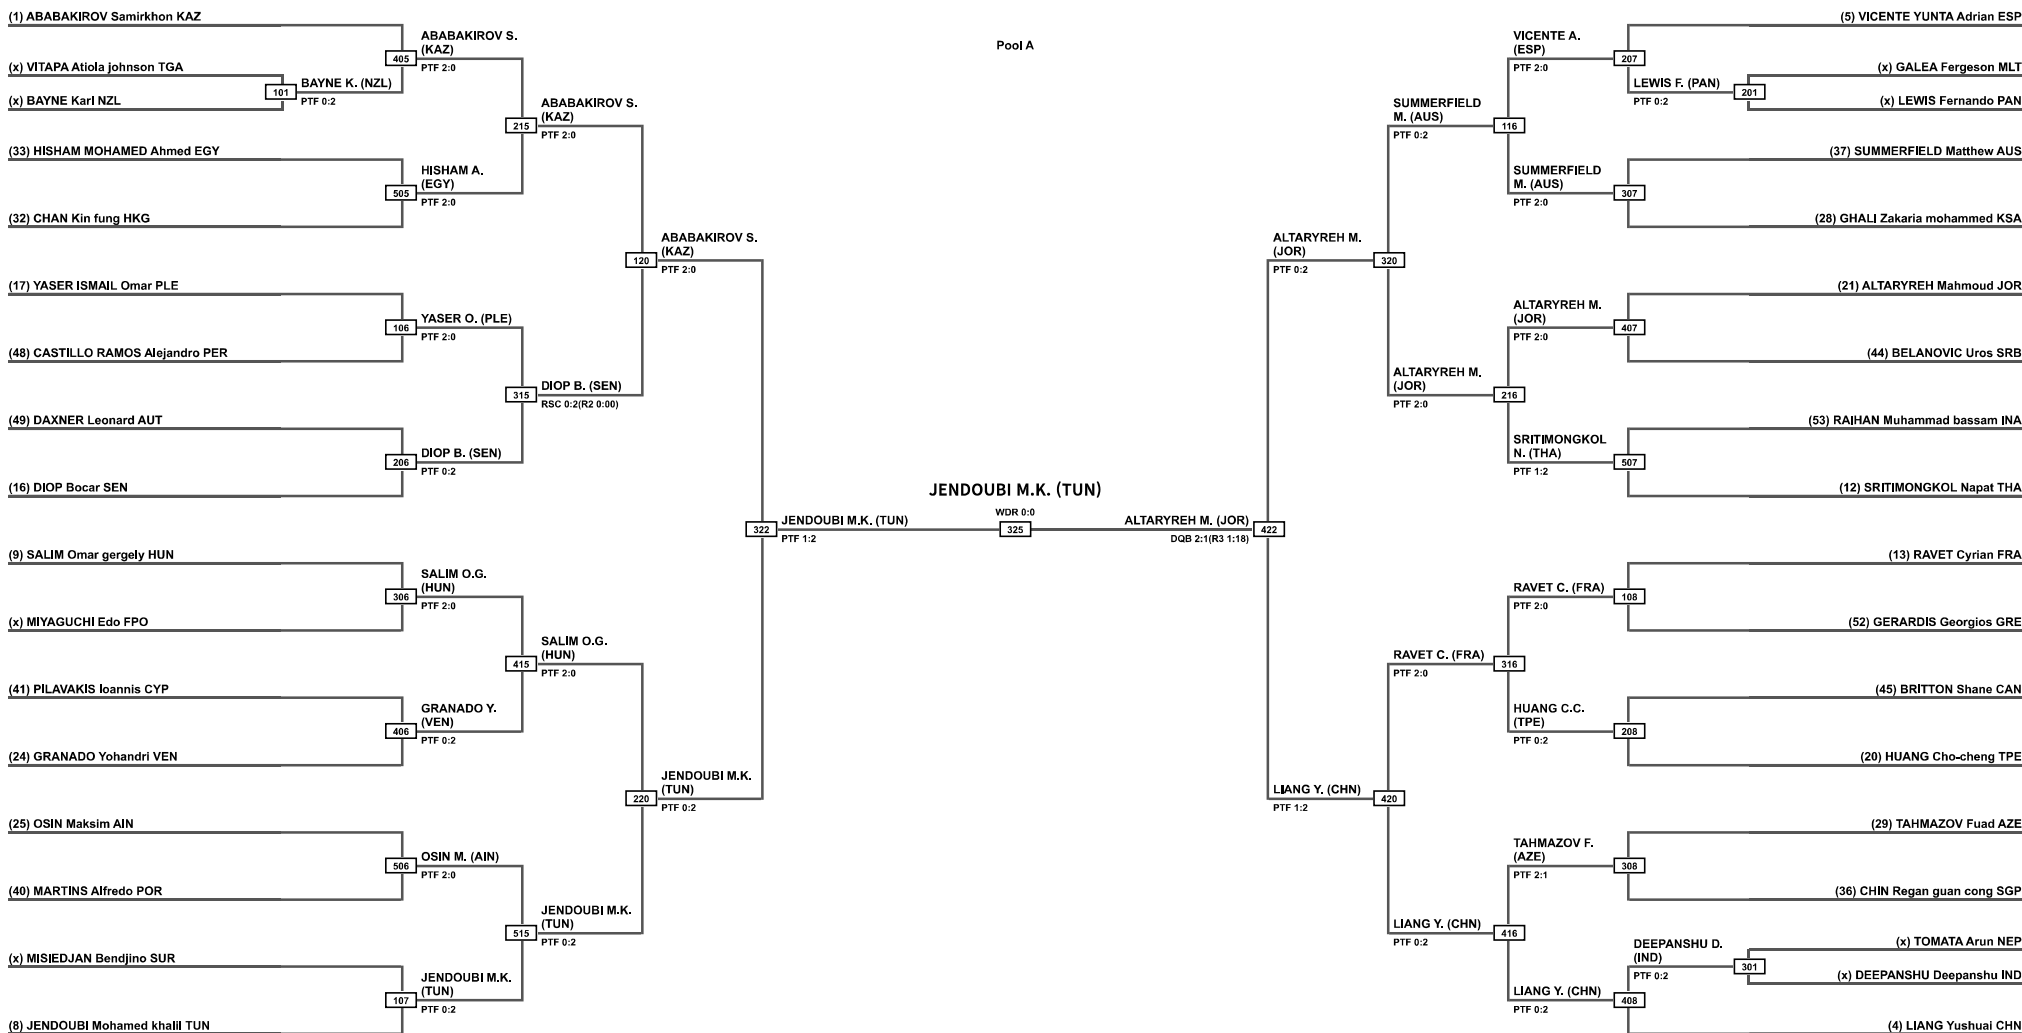 Pool A
(1) ABABAKIROV Samirkhon KAZ
(x) VITAPA Atiola johnson TGA
(x) BAYNE Karl NZL
(33) HISHAM MOHAMED Ahmed EGY
(32) CHAN Kin fung HKG
(17) YASER ISMAIL Omar PLE
(48) CASTILLO RAMOS Alejandro PER
(49) DAXNER Leonard AUT
(16) DIOP Bocar SEN
(9) SALIM Omar gergely HUN
(x) MIYAGUCHI Edo FPO
(41) PILAVAKIS Ioannis CYP
(24) GRANADO Yohandri VEN
(25) OSIN Maksim AIN
(40) MARTINS Alfredo POR
(x) MISIEDJAN Bendjino SUR
(8) JENDOUBI Mohamed khalil TUN
101
BAYNE K. (NZL)
PTF 0:2
405
ABABAKIROV S.
(KAZ)
PTF 2:0
505
HISHAM A.
(EGY)
PTF 2:0
106
YASER O. (PLE)
PTF 2:0
206
DIOP B. (SEN)
PTF 0:2
306
SALIM O.G.
(HUN)
PTF 2:0
406
GRANADO Y.
(VEN)
PTF 0:2
506
OSIN M. (AIN)
PTF 2:0
107
JENDOUBI M.K.
(TUN)
PTF 0:2
215
ABABAKIROV S.
(KAZ)
PTF 2:0
315
DIOP B. (SEN)
RSC 0:2(R2 0:00)
415
SALIM O.G.
(HUN)
PTF 2:0
515
JENDOUBI M.K.
(TUN)
PTF 0:2
120
ABABAKIROV S.
(KAZ)
PTF 2:0
220
JENDOUBI M.K.
(TUN)
PTF 0:2
322
JENDOUBI M.K. (TUN)
PTF 1:2
JENDOUBI M.K. (TUN)
WDR 0:0
325
ALTARYREH M. (JOR)
DQB 2:1(R3 1:18)
422
ALTARYREH M.
(JOR)
PTF 0:2
320
LIANG Y. (CHN)
PTF 1:2
420
SUMMERFIELD
M. (AUS)
PTF 0:2
116
ALTARYREH M.
(JOR)
PTF 2:0
216
RAVET C. (FRA)
PTF 2:0
316
LIANG Y. (CHN)
PTF 0:2
416
VICENTE A.
(ESP)
PTF 2:0
207
SUMMERFIELD
M. (AUS)
PTF 2:0
307
ALTARYREH M.
(JOR)
PTF 2:0
407
SRITIMONGKOL
N. (THA)
PTF 1:2
507
RAVET C. (FRA)
PTF 2:0
108
HUANG C.C.
(TPE)
PTF 0:2
208
TAHMAZOV F.
(AZE)
PTF 2:1
308
LIANG Y. (CHN)
PTF 0:2
408
LEWIS F. (PAN)
PTF 0:2
201
DEEPANSHU D.
(IND)
PTF 0:2
301
(5) VICENTE YUNTA Adrian ESP
(x) GALEA Fergeson MLT
(x) LEWIS Fernando PAN
(37) SUMMERFIELD Matthew AUS
(28) GHALI Zakaria mohammed KSA
(21) ALTARYREH Mahmoud JOR
(44) BELANOVIC Uros SRB
(53) RAIHAN Muhammad bassam INA
(12) SRITIMONGKOL Napat THA
(13) RAVET Cyrian FRA
(52) GERARDIS Georgios GRE
(45) BRITTON Shane CAN
(20) HUANG Cho-cheng TPE
(29) TAHMAZOV Fuad AZE
(36) CHIN Regan guan cong SGP
(x) TOMATA Arun NEP
(x) DEEPANSHU Deepanshu IND
(4) LIANG Yushuai CHN